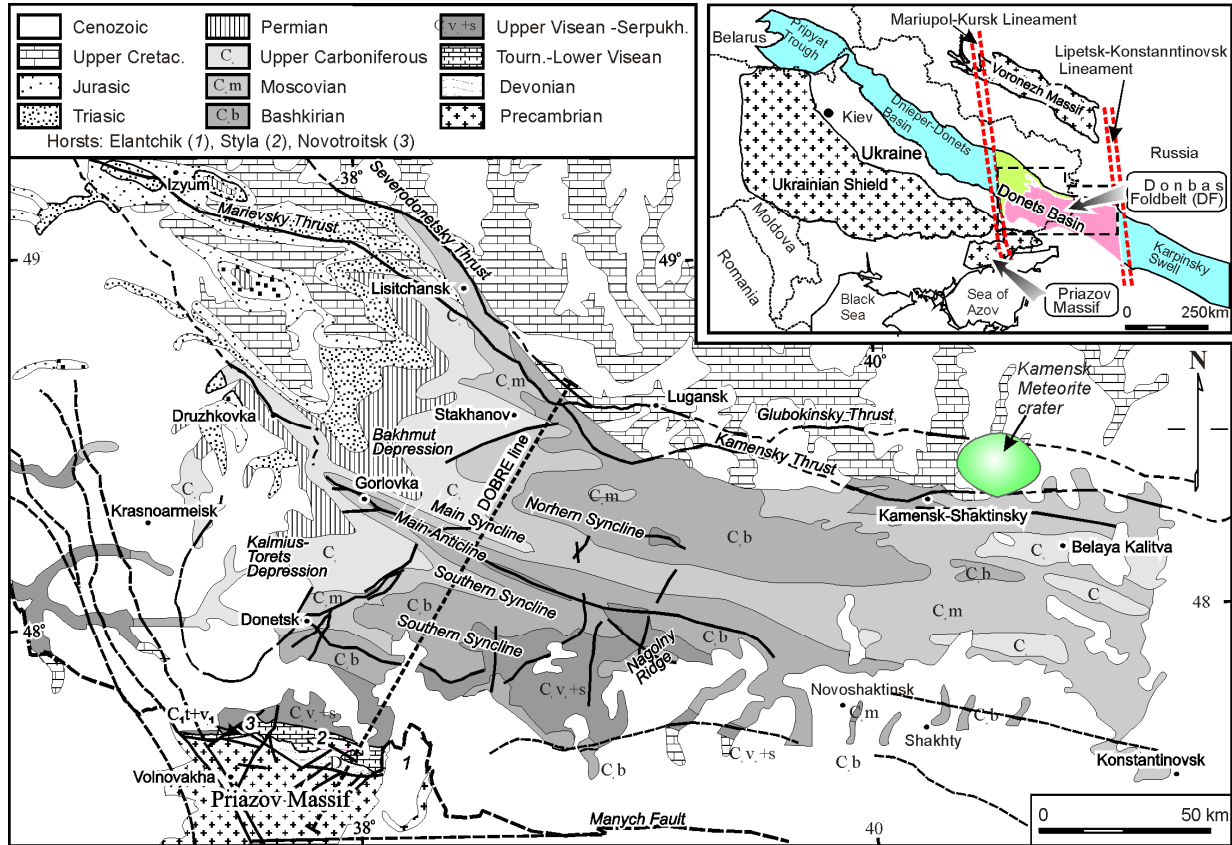 Cenozoic
Upper Cretac.
Jurasic
Triasic
Permian
Upper Carboniferous
Moscovian
Bashkirian
Upper Visean -Serpukh.
Tourn.-Lower Visean
Devonian
Precambrian
Horsts: Elantchik (1), Styla (2), Novotroitsk (3)
Mariupol-Kursk Lineament
Lipetsk-Konstanntinovsk
Lineament
Belarus
Pripyat
Trough
Voronezh Massif
Dnieper-Donets
Basin
Kiev
Ukraine
Russia
Ukrainian Shield
Donbas
Foldbelt (DF)
Donets Basin
Moldova
Romania
Karpinsky
Swell
Priazov
Massif
Black
Sea
Sea of
Azov
0 250km
38°
Izyum
Severodonetsky Thrust
Marievsky Thrust
49
49°
Lisitchansk
40°
N
Kamensk
Meteorite
crater
C m
Druzhkovka
Stakhanov
Lugansk
Glubokinsky Thrust
Bakhmut
Depression
Kamensky Thrust
DOBRE line
Gorlovka
Krasnoarmeisk
Main Syncline
Norhern Syncline
C m
Kamensk-Shaktinsky
Main Anticline
C b
Belaya Kalitva
Kalmius-
Torets
Depression
Southern Syncline
C b
C m
C b
C m
48
Donetsk
48°
Southern Syncline
C b
C b
Nagolny
Ridge
C v+s
Novoshaktinsk
C m
C b
Shakhty
C t+v
3
C v+s
2
D
1
C v+s
C b
C b
Konstantinovsk
Volnovakha
Priazov Massif
38°
Manych Fault
40
0 50 km